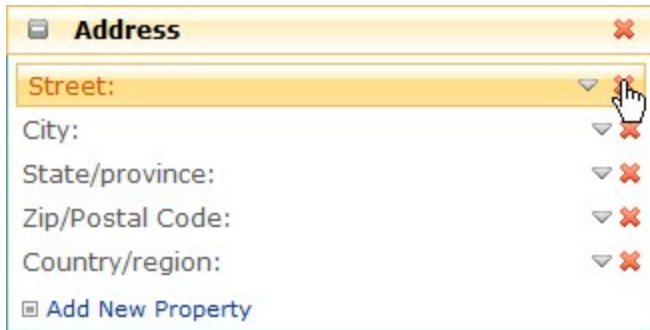 Address
Street:
City:
State/province:
Zip/Postal Code:
Country/region:
Add New Property